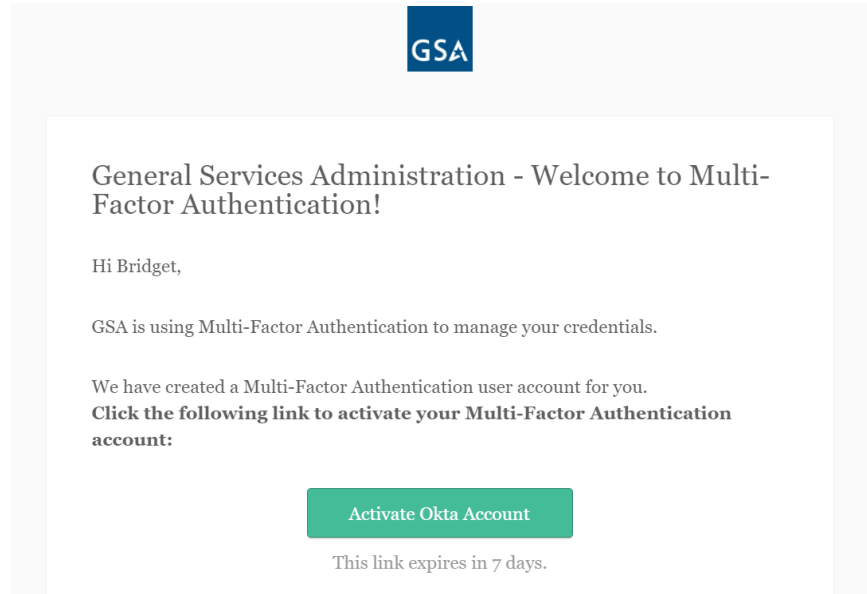 GSA
General Services Administration - Welcome to Multi-
Factor Authentication!
Hi Bridget,
GSA is using Multi-Factor Authentication to manage your credentials.
We have created a Multi-Factor Authentication user account for you.
Click the following link to activate your Multi-Factor Authentication
account:
Activate Okta Account
This link expires in 7 days.